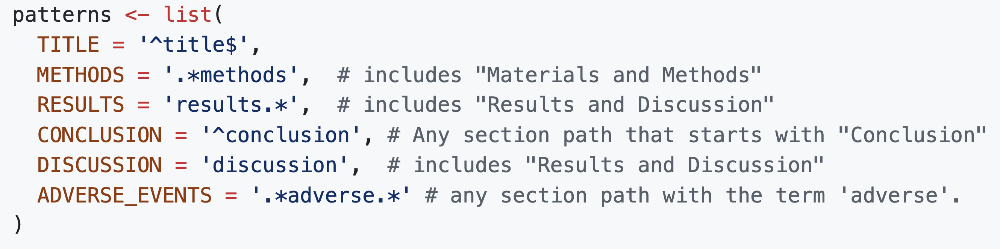 patterns <- list(
  TITLE = '^title$',
  METHODS = '.*methods',  # includes "Materials and Methods"
  RESULTS = 'results.*',  # includes "Results and Discussion"
  CONCLUSION = '^conclusion', # Any section path that starts with "Conclusion"
  DISCUSSION = 'discussion',  # includes "Results and Discussion"
  ADVERSE_EVENTS = '.*adverse.*' # any section path with the term 'adverse'.
)